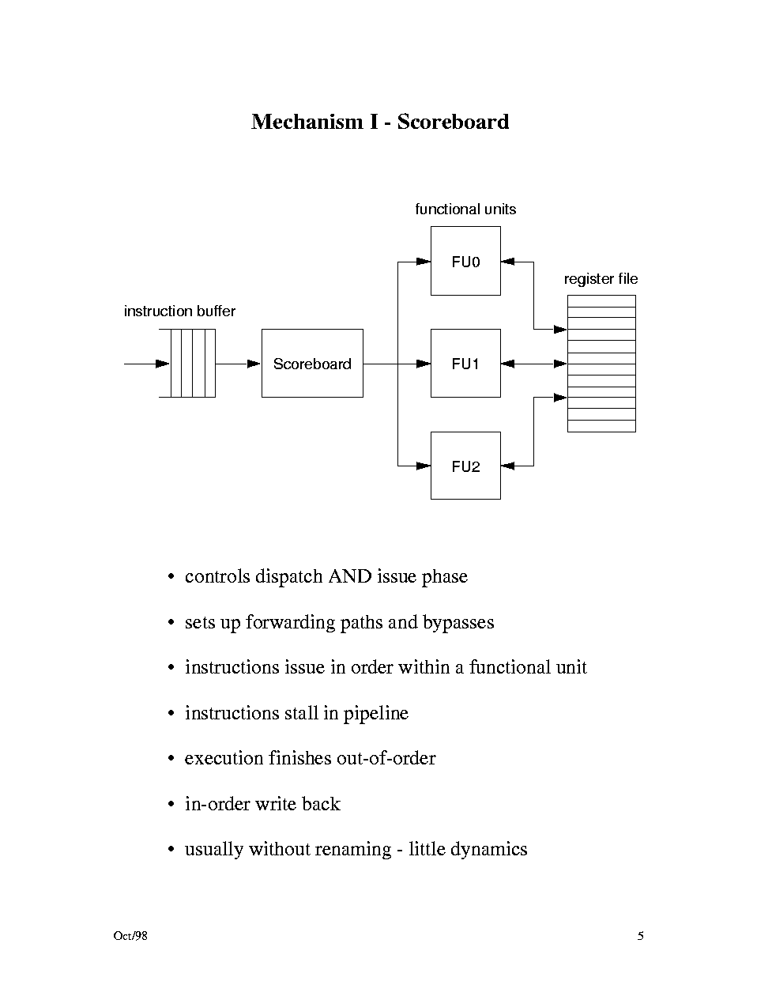 Mechanism I - Scoreboard
functional units
FU0
register file
instruction buffer
Scoreboard
FU1
FU2
• controls dispatch AND issue phase
• sets up forwarding paths and bypasses
• instructions issue in order within a functional unit
• instructions stall in pipeline
• execution finishes out-of-order
• in-order write back
• usually without renaming - little dynamics
Oct/98
5